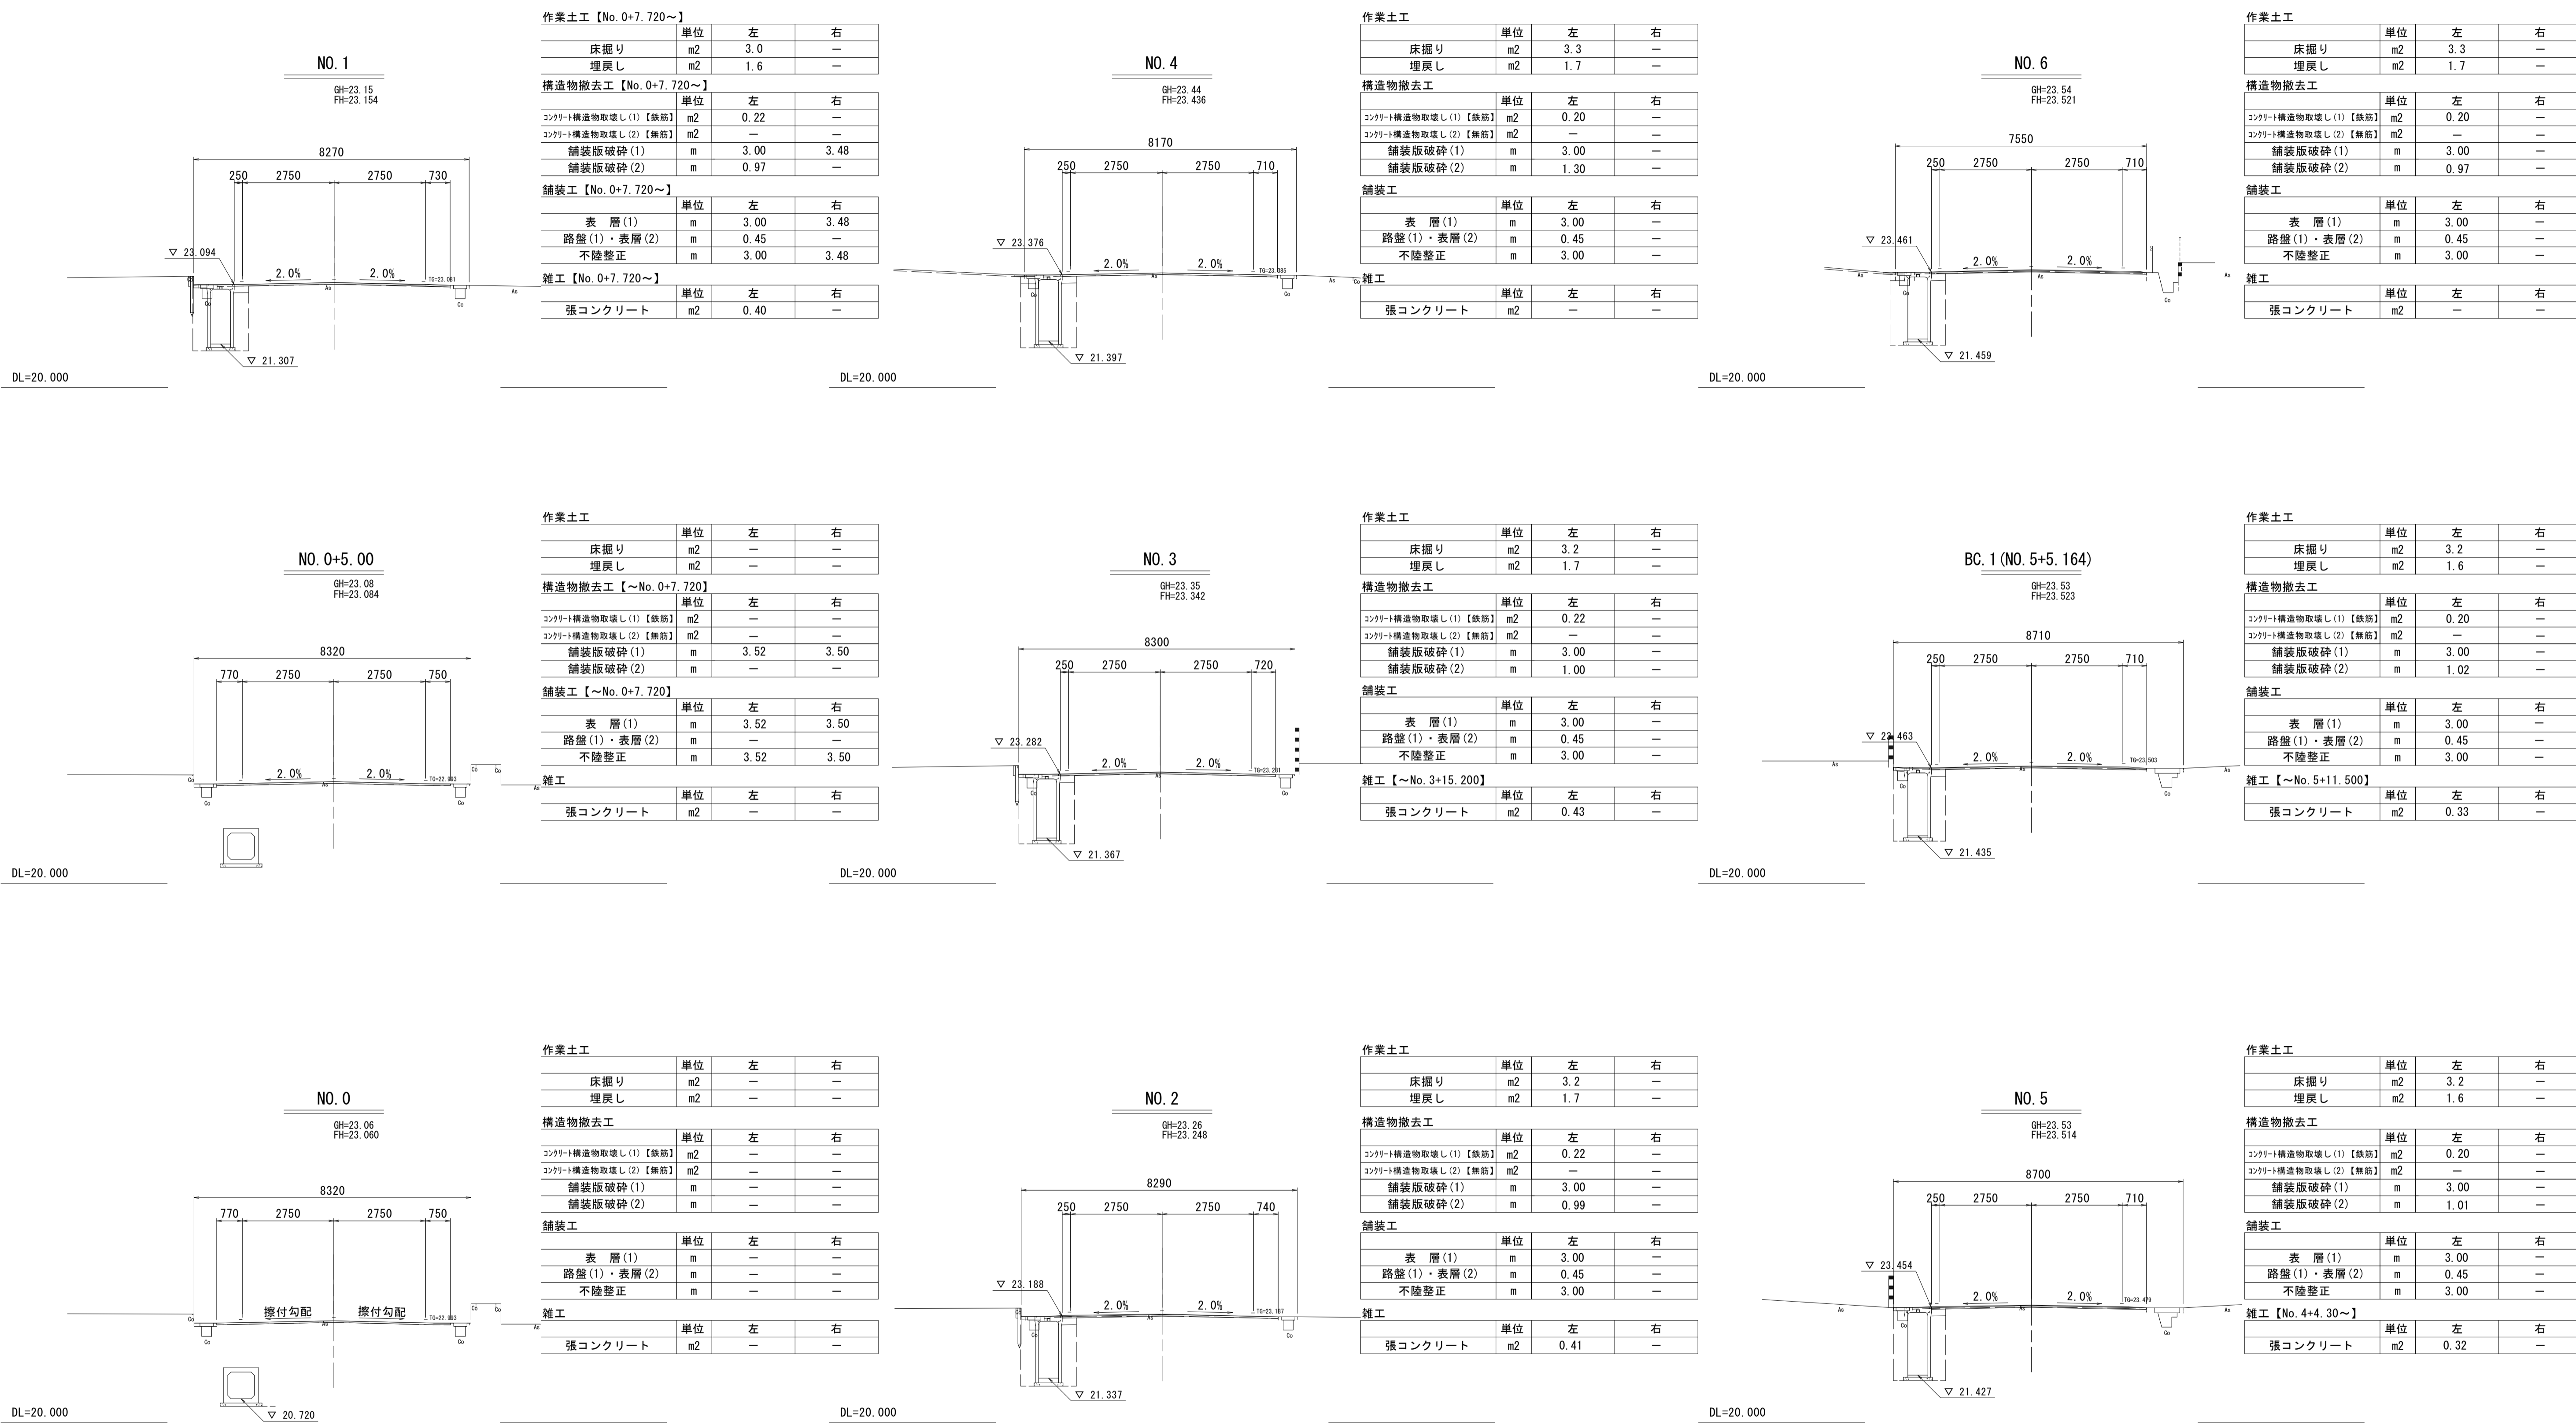 NO.1
GH=23.15
FH=23.154
8270
250 2750 2750 730
▽ 23.094
2.0% 2.0%
TG=23.081
Co As Co As
▽ 21.307
DL=20.000
作業土工【No.0+7.720～】
単位 左 右
床掘り m2 3.0 －
埋戻し m2 1.6 －
構造物撤去工【No.0+7.720～】
単位 左 右
コンクリート構造物取壊し(1)【鉄筋】 m2 0.22 －
コンクリート構造物取壊し(2)【無筋】 m2 － －
舗装版破砕(1) m 3.00 3.48
舗装版破砕(2) m 0.97 －
舗装工【No.0+7.720～】
単位 左 右
表 層(1) m 3.00 3.48
路盤(1)・表層(2) m 0.45 －
不陸整正 m 3.00 3.48
雑工【No.0+7.720～】
単位 左 右
張コンクリート m2 0.40 －
NO.4
GH=23.44
FH=23.436
8170
250 2750 2750 710
▽ 23.376
2.0% 2.0%
Co As Co As Co
▽ 21.397
DL=20.000
作業土工
単位 左 右
床掘り m2 3.3 －
埋戻し m2 1.7 －
構造物撤去工
単位 左 右
コンクリート構造物取壊し(1)【鉄筋】 m2 0.20 －
コンクリート構造物取壊し(2)【無筋】 m2 － －
舗装版破砕(1) m 3.00 －
舗装版破砕(2) m 1.30 －
舗装工
単位 左 右
表 層(1) m 3.00 －
路盤(1)・表層(2) m 0.45 －
不陸整正 m 3.00 －
雑工
単位 左 右
張コンクリート m2 － －
NO.6
GH=23.54
FH=23.521
7550
250 2750 2750 710
▽ 23.461
2.0% 2.0%
As Co As Co As
▽ 21.459
DL=20.000
作業土工
単位 左 右
床掘り m2 3.3 －
埋戻し m2 1.7 －
構造物撤去工
単位 左 右
コンクリート構造物取壊し(1)【鉄筋】 m2 0.20 －
コンクリート構造物取壊し(2)【無筋】 m2 － －
舗装版破砕(1) m 3.00 －
舗装版破砕(2) m 0.97 －
舗装工
単位 左 右
表 層(1) m 3.00 －
路盤(1)・表層(2) m 0.45 －
不陸整正 m 3.00 －
雑工
単位 左 右
張コンクリート m2 － －
NO.0+5.00
GH=23.08
FH=23.084
8320
770 2750 2750 750
2.0% 2.0%
TG=22.993
Co Co As Co Co Co As
DL=20.000
作業土工
単位 左 右
床掘り m2 － －
埋戻し m2 － －
構造物撤去工【～No.0+7.720】
単位 左 右
コンクリート構造物取壊し(1)【鉄筋】 m2 － －
コンクリート構造物取壊し(2)【無筋】 m2 － －
舗装版破砕(1) m 3.52 3.50
舗装版破砕(2) m － －
舗装工【～No.0+7.720】
単位 左 右
表 層(1) m 3.52 3.50
路盤(1)・表層(2) m － －
不陸整正 m 3.52 3.50
雑工
単位 左 右
張コンクリート m2 － －
NO.3
GH=23.35
FH=23.342
8300
250 2750 2750 720
▽ 23.282
2.0% 2.0%
TG=23.281
Co As Co
▽ 21.367
DL=20.000
作業土工
単位 左 右
床掘り m2 3.2 －
埋戻し m2 1.7 －
構造物撤去工
単位 左 右
コンクリート構造物取壊し(1)【鉄筋】 m2 0.22 －
コンクリート構造物取壊し(2)【無筋】 m2 － －
舗装版破砕(1) m 3.00 －
舗装版破砕(2) m 1.00 －
舗装工
単位 左 右
表 層(1) m 3.00 －
路盤(1)・表層(2) m 0.45 －
不陸整正 m 3.00 －
雑工【～No.3+15.200】
単位 左 右
張コンクリート m2 0.43 －
BC.1(NO.5+5.164)
GH=23.53
FH=23.523
8710
250 2750 2750 710
▽ 23.463
2.0% 2.0%
TG=23.503
As Co As Co As
▽ 21.435
DL=20.000
作業土工
単位 左 右
床掘り m2 3.2 －
埋戻し m2 1.6 －
構造物撤去工
単位 左 右
コンクリート構造物取壊し(1)【鉄筋】 m2 0.20 －
コンクリート構造物取壊し(2)【無筋】 m2 － －
舗装版破砕(1) m 3.00 －
舗装版破砕(2) m 1.02 －
舗装工
単位 左 右
表 層(1) m 3.00 －
路盤(1)・表層(2) m 0.45 －
不陸整正 m 3.00 －
雑工【～No.5+11.500】
単位 左 右
張コンクリート m2 0.33 －
NO.0
GH=23.06
FH=23.060
8320
770 2750 2750 750
擦付勾配 擦付勾配
TG=22.993
Co Co As Co Co Co As
▽ 20.720
DL=20.000
作業土工
単位 左 右
床掘り m2 － －
埋戻し m2 － －
構造物撤去工
単位 左 右
コンクリート構造物取壊し(1)【鉄筋】 m2 － －
コンクリート構造物取壊し(2)【無筋】 m2 － －
舗装版破砕(1) m － －
舗装版破砕(2) m － －
舗装工
単位 左 右
表 層(1) m － －
路盤(1)・表層(2) m － －
不陸整正 m － －
雑工
単位 左 右
張コンクリート m2 － －
NO.2
GH=23.26
FH=23.248
8290
250 2750 2750 740
▽ 23.188
2.0% 2.0%
TG=23.187
Co As Co
▽ 21.337
DL=20.000
作業土工
単位 左 右
床掘り m2 3.2 －
埋戻し m2 1.7 －
構造物撤去工
単位 左 右
コンクリート構造物取壊し(1)【鉄筋】 m2 0.22 －
コンクリート構造物取壊し(2)【無筋】 m2 － －
舗装版破砕(1) m 3.00 －
舗装版破砕(2) m 0.99 －
舗装工
単位 左 右
表 層(1) m 3.00 －
路盤(1)・表層(2) m 0.45 －
不陸整正 m 3.00 －
雑工
単位 左 右
張コンクリート m2 0.41 －
NO.5
GH=23.53
FH=23.514
8700
250 2750 2750 710
▽ 23.454
2.0% 2.0%
TG=23.479
As Co As Co As
▽ 21.427
DL=20.000
作業土工
単位 左 右
床掘り m2 3.2 －
埋戻し m2 1.6 －
構造物撤去工
単位 左 右
コンクリート構造物取壊し(1)【鉄筋】 m2 0.20 －
コンクリート構造物取壊し(2)【無筋】 m2 － －
舗装版破砕(1) m 3.00 －
舗装版破砕(2) m 1.01 －
舗装工
単位 左 右
表 層(1) m 3.00 －
路盤(1)・表層(2) m 0.45 －
不陸整正 m 3.00 －
雑工【No.4+4.30～】
単位 左 右
張コンクリート m2 0.32 －